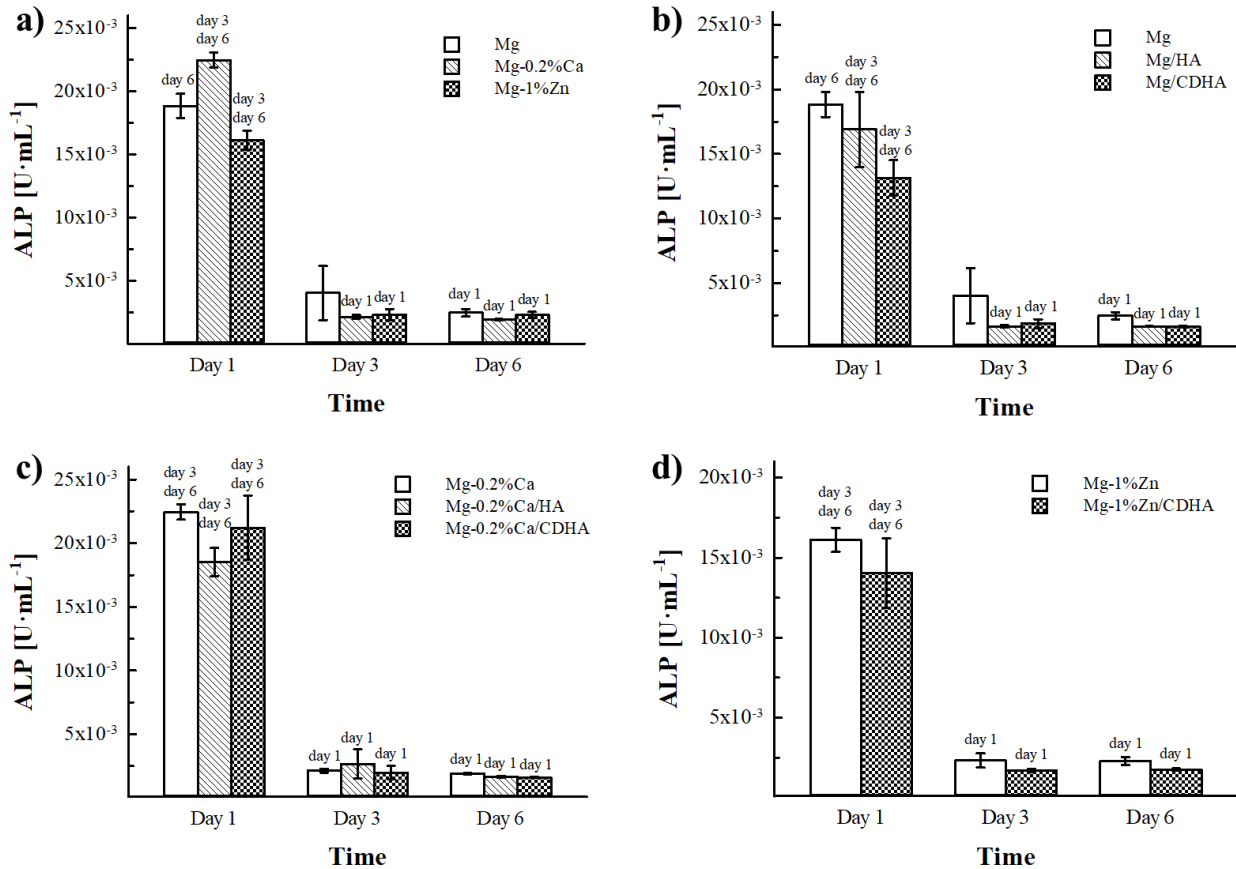 a)
ALP [U·mL⁻¹]
25x10⁻³
20x10⁻³
15x10⁻³
10x10⁻³
5x10⁻³
day 6
day 3
day 6
day 3
day 6
day 1
day 1
day 1
day 1
day 1
Mg
Mg-0.2%Ca
Mg-1%Zn
Day 1
Day 3
Day 6
Time
b)
ALP [U·mL⁻¹]
25x10⁻³
20x10⁻³
15x10⁻³
10x10⁻³
5x10⁻³
day 6
day 3
day 6
day 3
day 6
day 1
day 1
day 1
day 1
day 1
Mg
Mg/HA
Mg/CDHA
Day 1
Day 3
Day 6
Time
c)
ALP [U·mL⁻¹]
25x10⁻³
20x10⁻³
15x10⁻³
10x10⁻³
5x10⁻³
day 3
day 6
day 3
day 6
day 3
day 6
day 1
day 1
day 1
day 1
day 1
day 1
Mg-0.2%Ca
Mg-0.2%Ca/HA
Mg-0.2%Ca/CDHA
Day 1
Day 3
Day 6
Time
d)
ALP [U·mL⁻¹]
20x10⁻³
15x10⁻³
10x10⁻³
5x10⁻³
day 3
day 6
day 3
day 6
day 1
day 1
day 1
day 1
Mg-1%Zn
Mg-1%Zn/CDHA
Day 1
Day 3
Day 6
Time